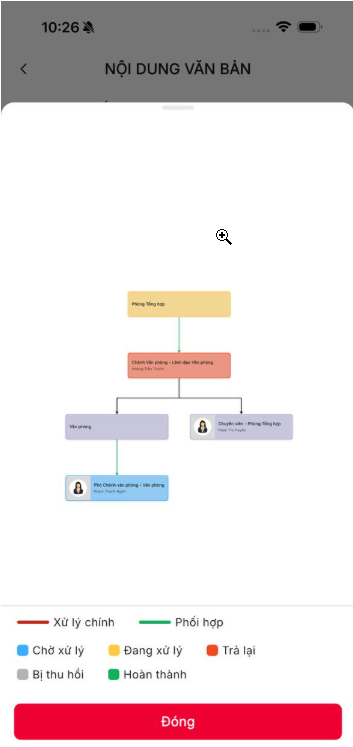 10:26
NỘI DUNG VĂN BẢN
Phòng Tổng hợp
Chánh Văn phòng - Lãnh đạo Văn phòng
Văn phòng
Chuyên viên - Phòng Tổng hợp
Phó Chánh văn phòng - Văn phòng
Xử lý chính
Phối hợp
Chờ xử lý
Đang xử lý
Trả lại
Bị thu hồi
Hoàn thành
Đóng